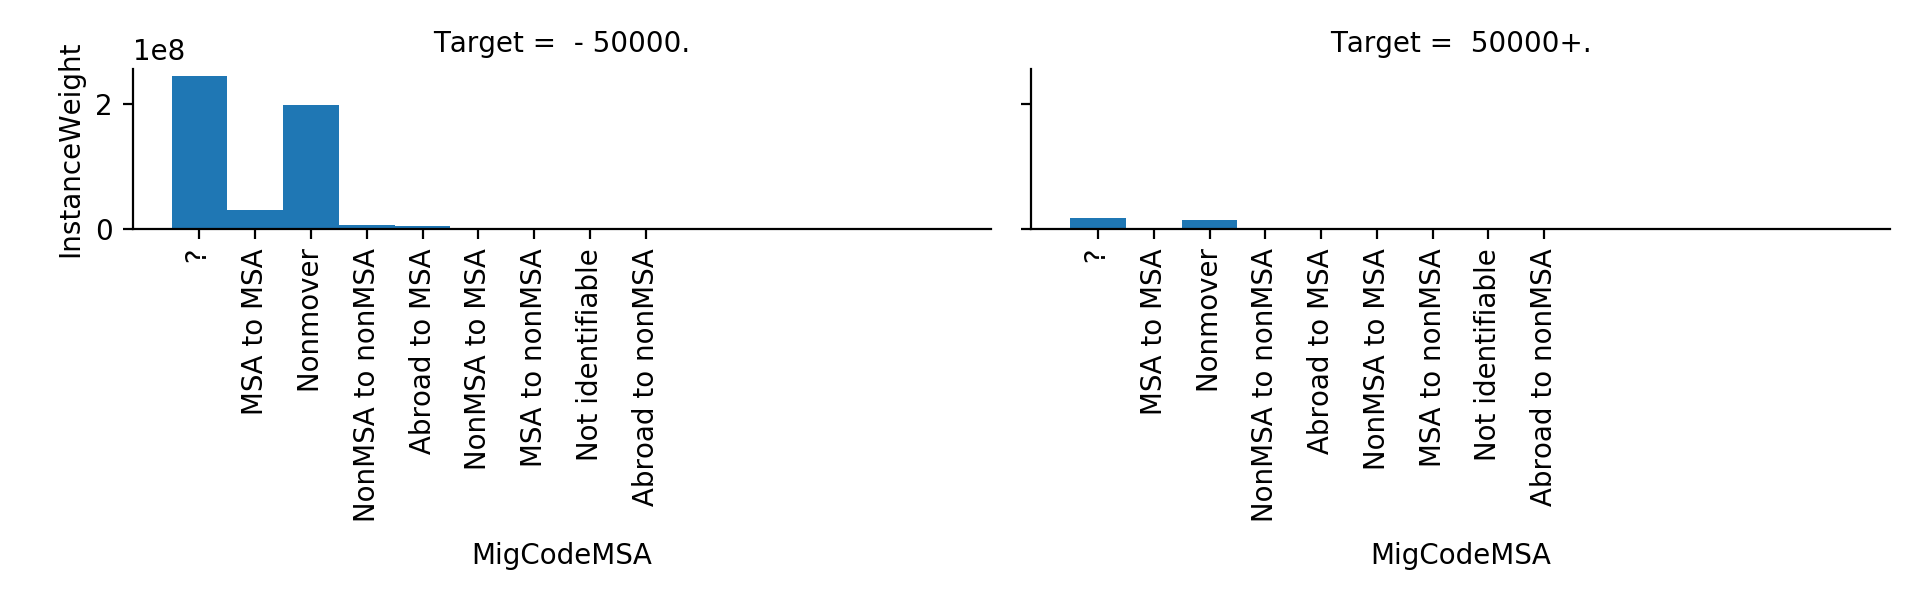 Target =  - 50000.
Target =  50000+.
1e8
InstanceWeight
2
0
?
MSA to MSA
Nonmover
NonMSA to nonMSA
Abroad to MSA
NonMSA to MSA
MSA to nonMSA
Not identifiable
Abroad to nonMSA
MigCodeMSA
?
MSA to MSA
Nonmover
NonMSA to nonMSA
Abroad to MSA
NonMSA to MSA
MSA to nonMSA
Not identifiable
Abroad to nonMSA
MigCodeMSA